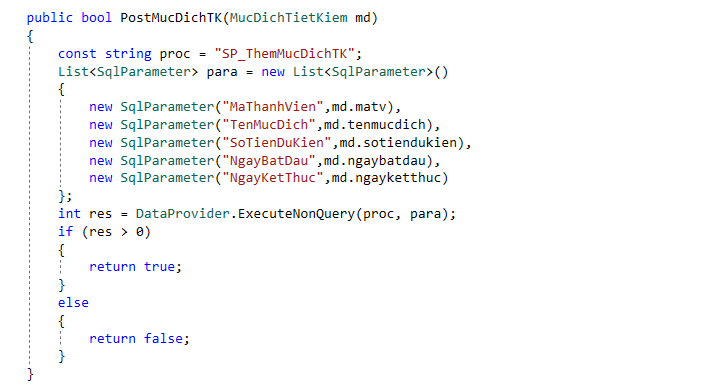 public bool PostMucDichTK(MucDichTietKiem md)
{
    const string proc = "SP_ThemMucDichTK";
    List<SqlParameter> para = new List<SqlParameter>()
    {
        new SqlParameter("MaThanhVien",md.matv),
        new SqlParameter("TenMucDich",md.tenmucdich),
        new SqlParameter("SoTienDuKien",md.sotiendukien),
        new SqlParameter("NgayBatDau",md.ngaybatdau),
        new SqlParameter("NgayKetThuc",md.ngayketthuc)
    };
    int res = DataProvider.ExecuteNonQuery(proc, para);
    if (res > 0)
    {
        return true;
    }
    else
    {
        return false;
    }
}